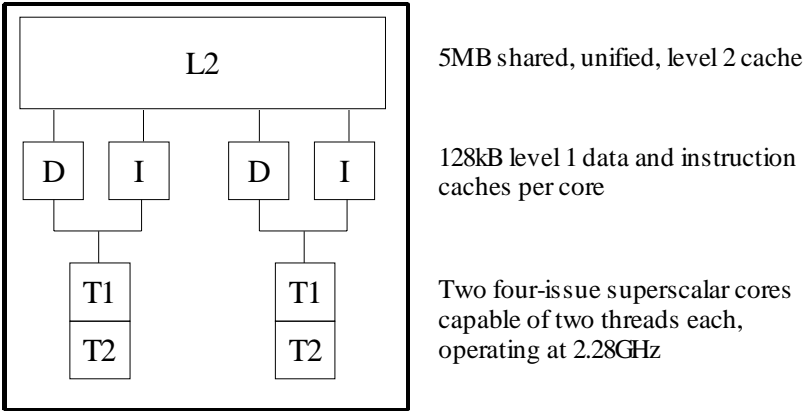 L2
5MB shared, unified, level 2 cache
D I D I
128kB level 1 data and instruction
caches per core
T1 T1
T2 T2
Two four-issue superscalar cores
capable of two threads each,
operating at 2.28GHz